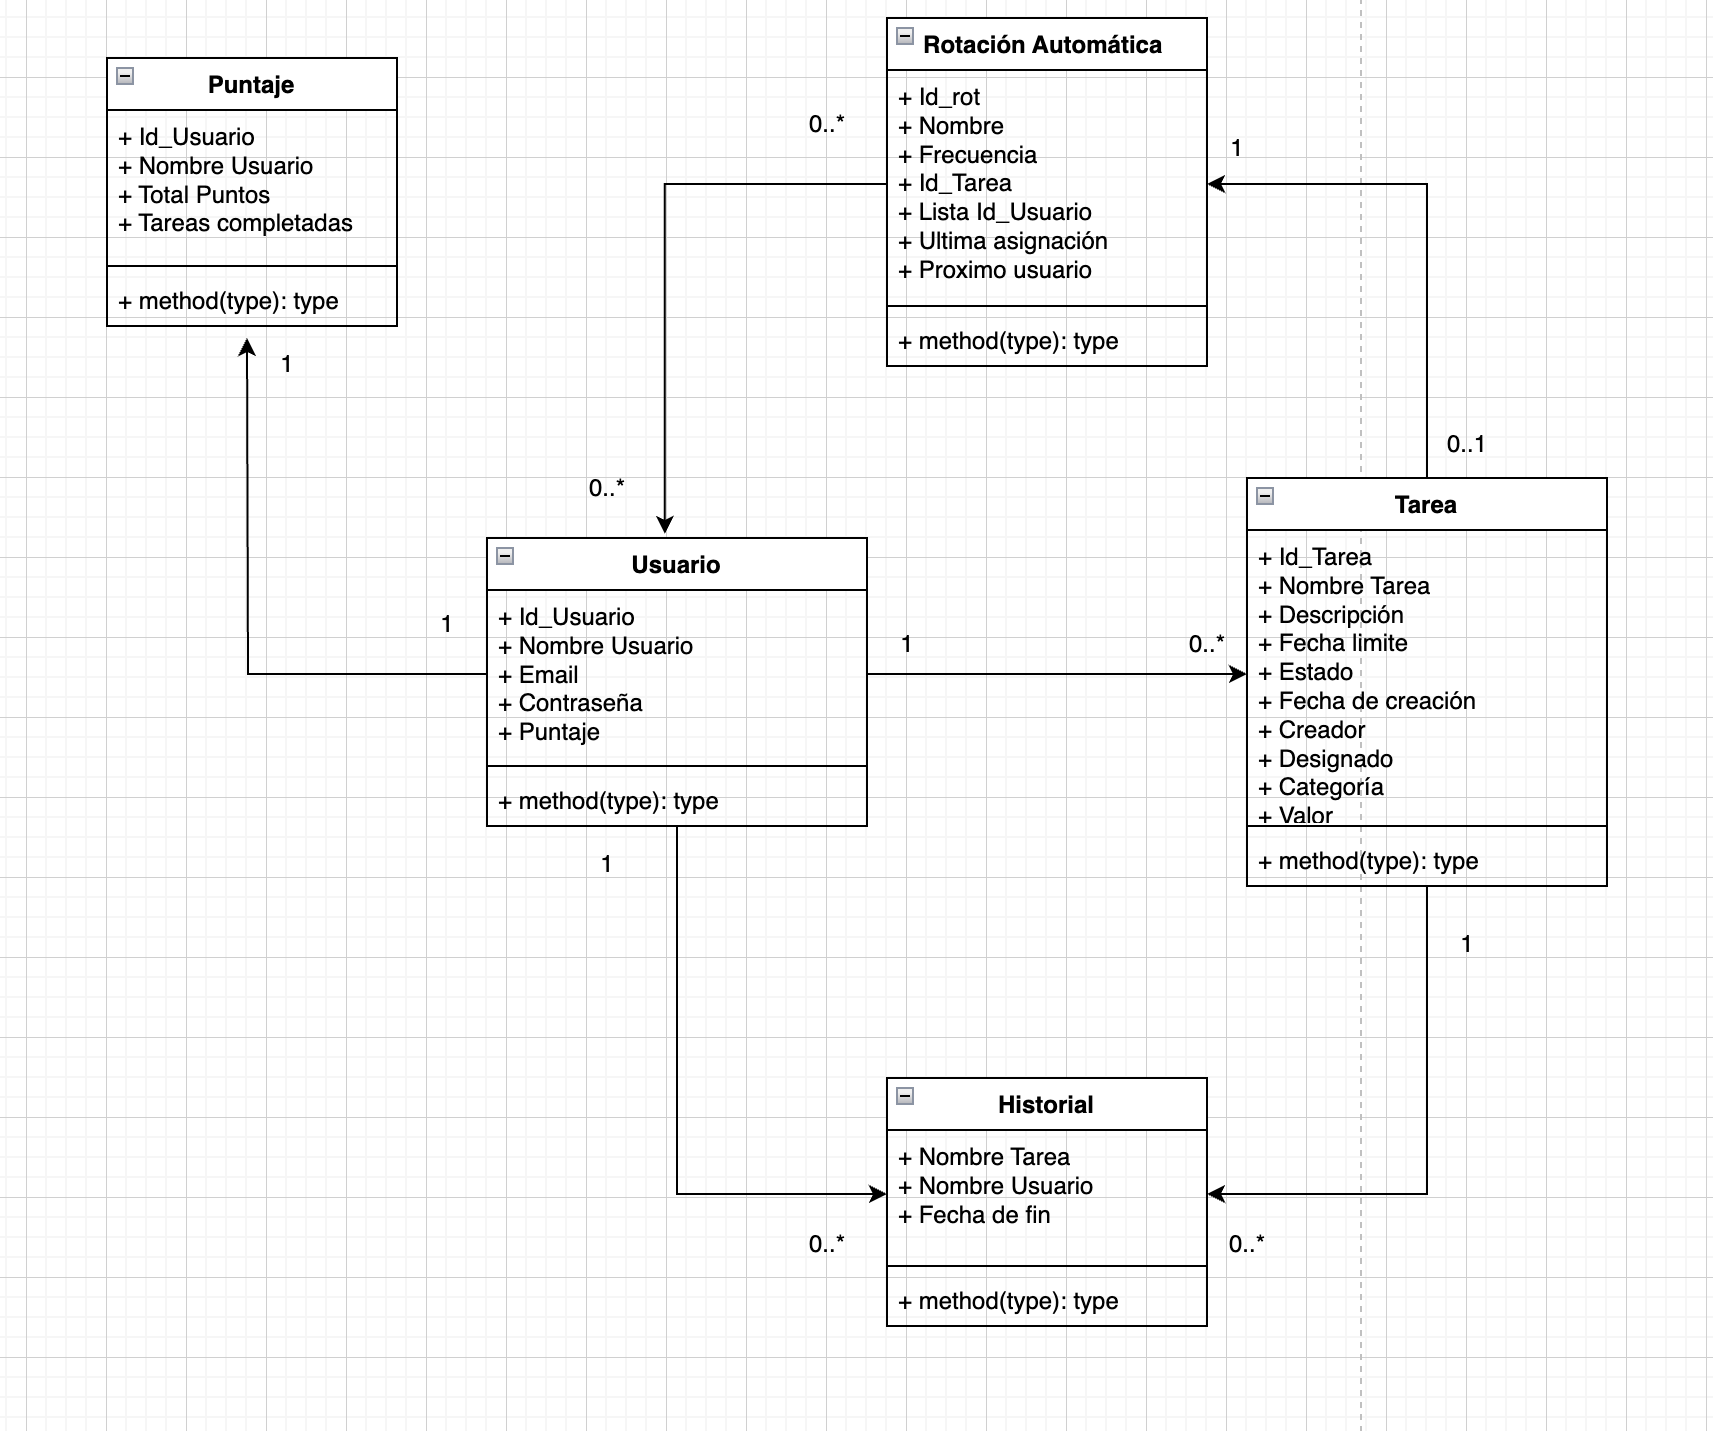 Puntaje
+ Id_Usuario
+ Nombre Usuario
+ Total Puntos
+ Tareas completadas
+ method(type): type
1
Rotación Automática
+ Id_rot
+ Nombre
+ Frecuencia
+ Id_Tarea
+ Lista Id_Usuario
+ Ultima asignación
+ Proximo usuario
+ method(type): type
0..*
1
0..*
0..1
Usuario
+ Id_Usuario
+ Nombre Usuario
+ Email
+ Contraseña
+ Puntaje
+ method(type): type
1
1
0..*
1
Tarea
+ Id_Tarea
+ Nombre Tarea
+ Descripción
+ Fecha limite
+ Estado
+ Fecha de creación
+ Creador
+ Designado
+ Categoría
+ Valor
+ method(type): type
1
Historial
+ Nombre Tarea
+ Nombre Usuario
+ Fecha de fin
+ method(type): type
0..*
0..*